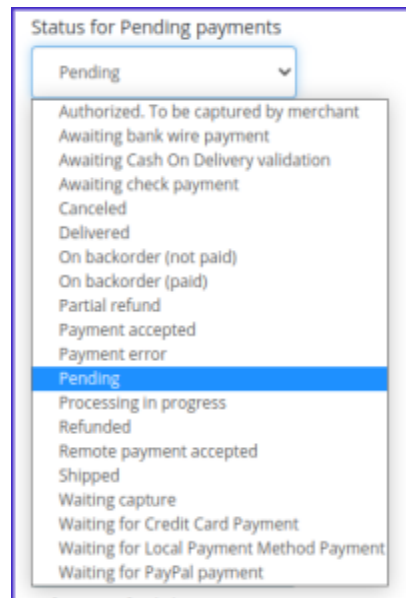 Status for Pending payments
Pending
Authorized. To be captured by merchant
Awaiting bank wire payment
Awaiting Cash On Delivery validation
Awaiting check payment
Canceled
Delivered
On backorder (not paid)
On backorder (paid)
Partial refund
Payment accepted
Payment error
Pending
Processing in progress
Refunded
Remote payment accepted
Shipped
Waiting capture
Waiting for Credit Card Payment
Waiting for Local Payment Method Payment
Waiting for PayPal payment